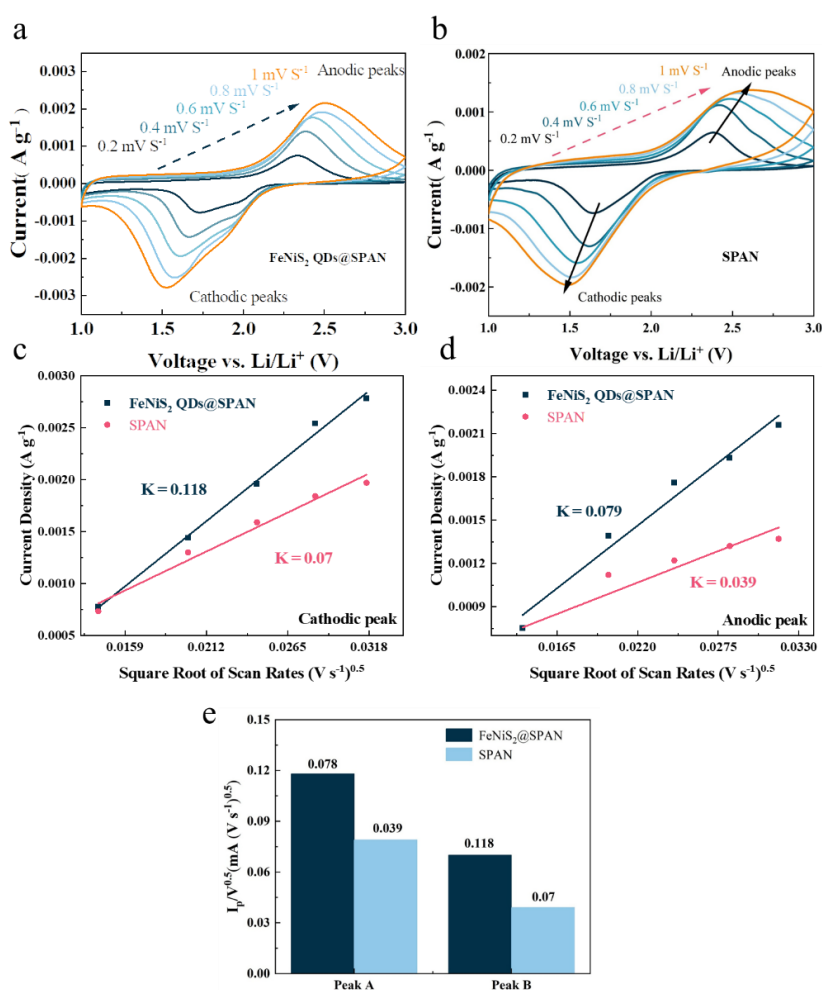 a
0.003
0.002
0.001
0.000
-0.001
-0.002
-0.003
Current( A g⁻¹)
1 mV S⁻¹
Anodic peaks
0.8 mV S⁻¹
0.6 mV S⁻¹
0.4 mV S⁻¹
0.2 mV S⁻¹
FeNiS₂ QDs@SPAN
Cathodic peaks
1.0 1.5 2.0 2.5 3.0
Voltage vs. Li/Li⁺ (V)
b
0.002
0.001
0.000
-0.001
-0.002
Current( A g⁻¹)
1 mV S⁻¹
Anodic peaks
0.8 mV S⁻¹
0.6 mV S⁻¹
0.4 mV S⁻¹
0.2 mV S⁻¹
SPAN
Cathodic peaks
1.0 1.5 2.0 2.5 3.0
Voltage vs. Li/Li⁺ (V)
c
0.0030
0.0025
0.0020
0.0015
0.0010
0.0005
Current Density (A g⁻¹)
FeNiS₂ QDs@SPAN
SPAN
K = 0.118
K = 0.07
Cathodic peak
0.0159 0.0212 0.0265 0.0318
Square Root of Scan Rates (V s⁻¹)⁰·⁵
d
0.0024
0.0021
0.0018
0.0015
0.0012
0.0009
Current Density (A g⁻¹)
FeNiS₂ QDs@SPAN
SPAN
K = 0.079
K = 0.039
Anodic peak
0.0165 0.0220 0.0275 0.0330
Square Root of Scan Rates (V s⁻¹)⁰·⁵
e
0.15
0.12
0.09
0.06
0.03
0.00
Iₚ/V⁰·⁵(mA (V s⁻¹)⁰·⁵)
FeNiS₂@SPAN
SPAN
0.078
0.039
0.118
0.07
Peak A Peak B